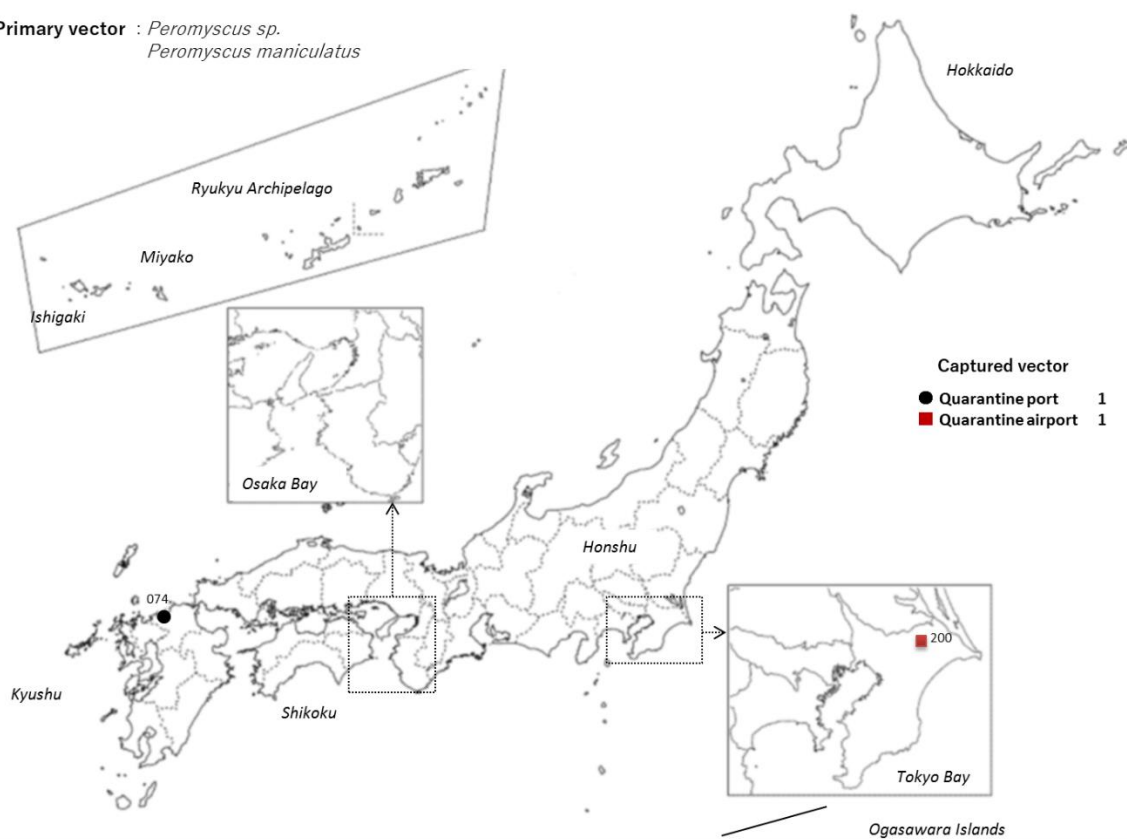 Primary vector : Peromyscus sp.
Peromyscus maniculatus
Hokkaido
Ryukyu Archipelago
Miyako
Ishigaki
Captured vector
Quarantine port 1
Quarantine airport 1
Osaka Bay
Honshu
074
200
Kyushu
Shikoku
Tokyo Bay
Ogasawara Islands